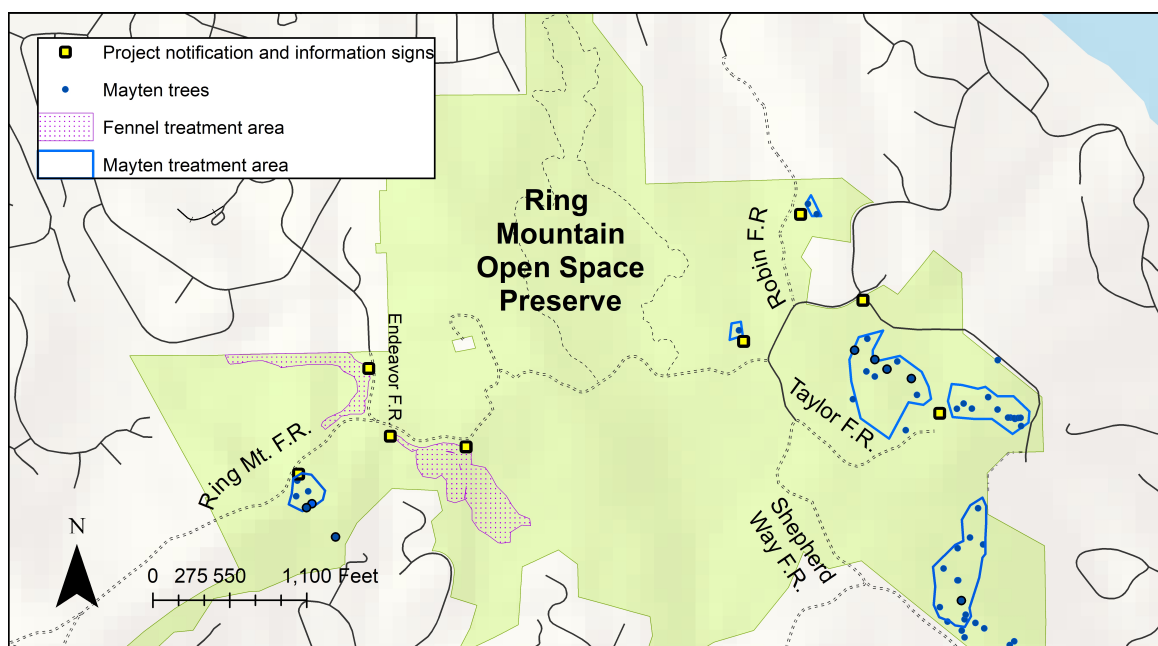 Project notification and information signs
Mayten trees
Fennel treatment area
Mayten treatment area
Ring
Mountain
Open Space
Preserve
Robin F.R
Endeavor F.R
Taylor F.R.
Ring Mt. F.R.
Shepherd
Way F.R.
N
0 275 550 1,100 Feet